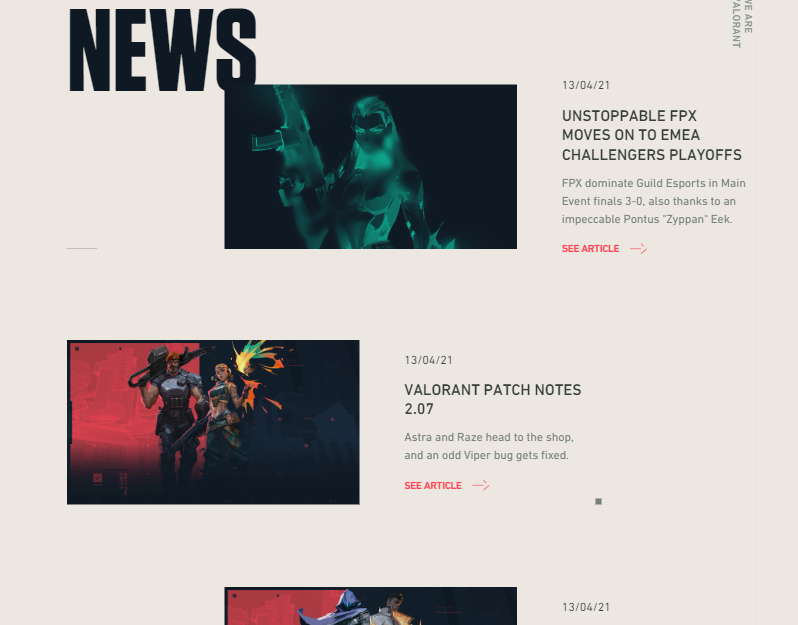 NEWS
WE ARE
VALORANT
13/04/21
UNSTOPPABLE FPX
MOVES ON TO EMEA
CHALLENGERS PLAYOFFS
FPX dominate Guild Esports in Main
Event finals 3-0, also thanks to an
impeccable Pontus "Zyppan" Eek.
SEE ARTICLE
13/04/21
VALORANT PATCH NOTES
2.07
Astra and Raze head to the shop,
and an odd Viper bug gets fixed.
SEE ARTICLE
13/04/21